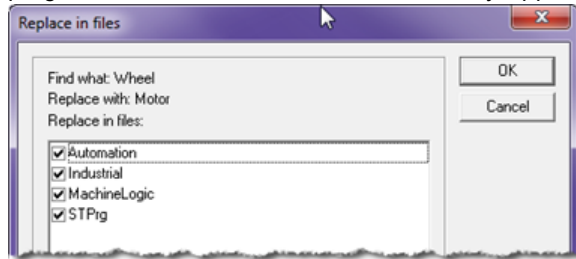 Replace in files
Find what: Wheel
OK
Replace with: Motor
Cancel
Replace in files:
Automation
Industrial
MachineLogic
STPrg